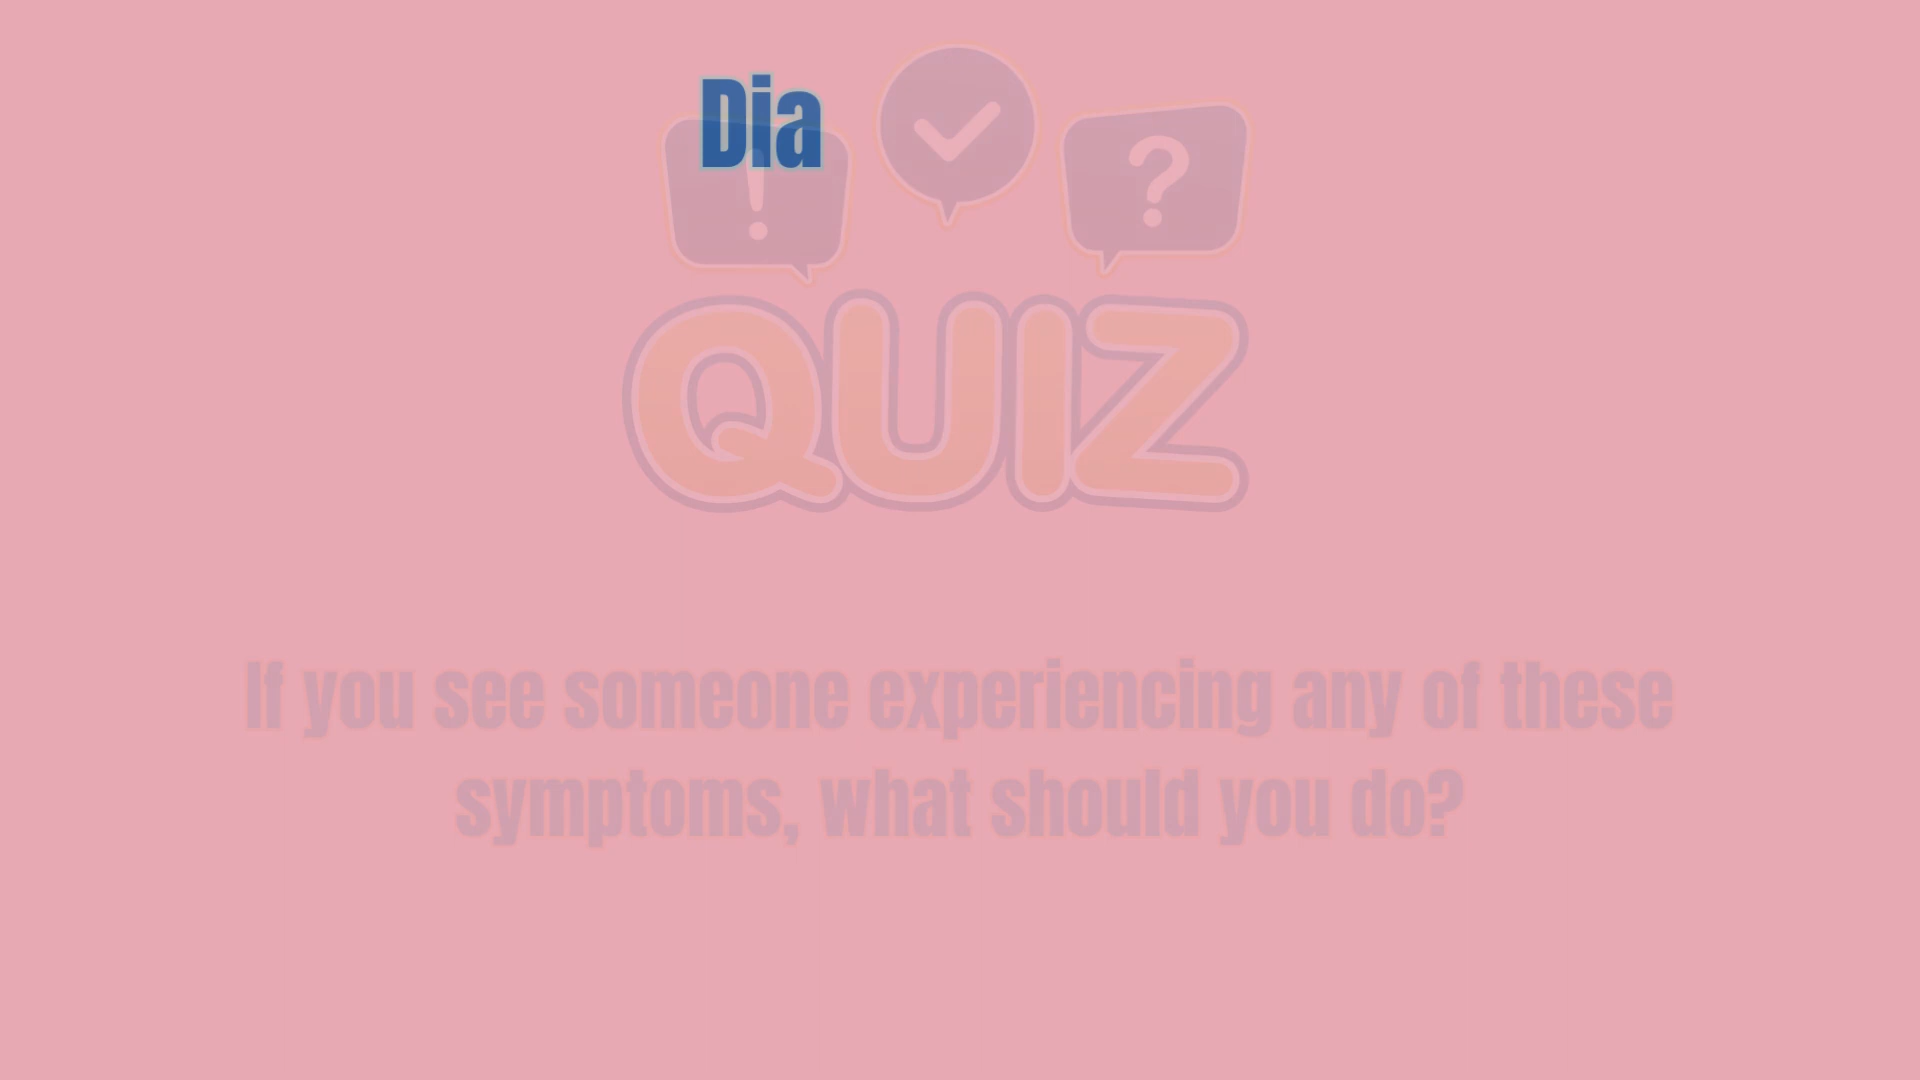 Dia
QUIZ
If you see someone experiencing any of these
symptoms, what should you do?